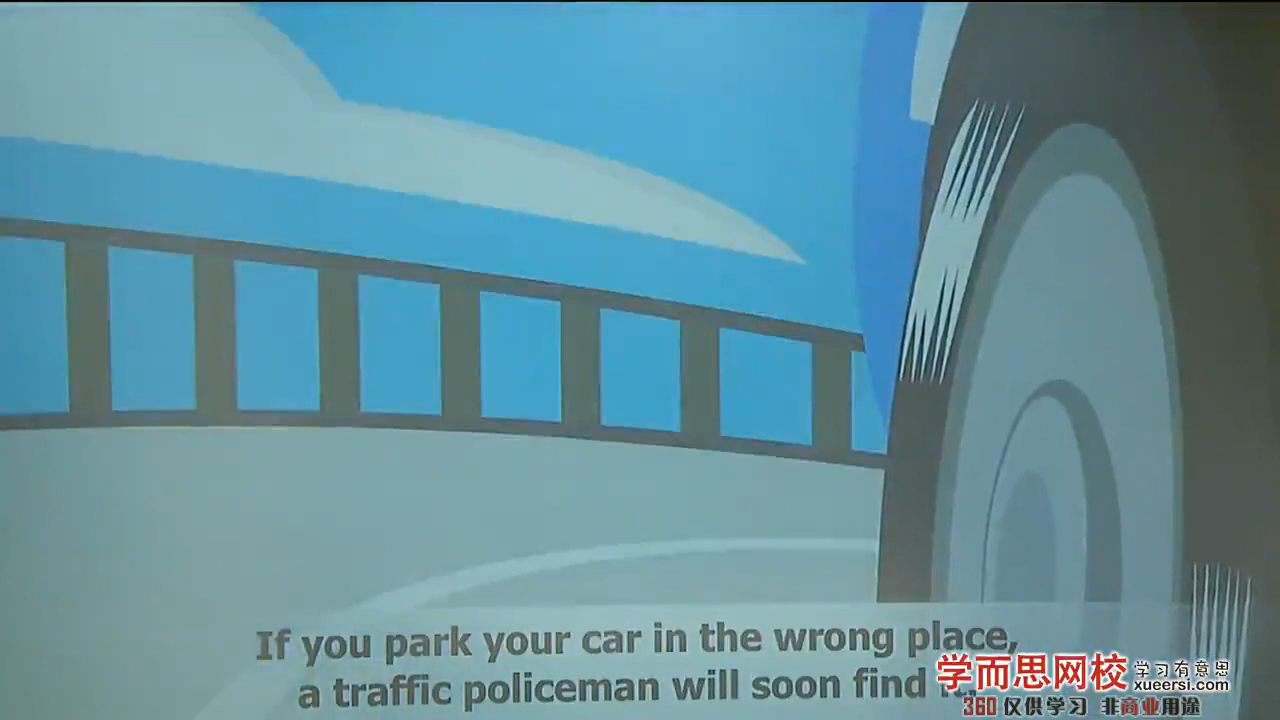 If you park your car in the wrong place,
a traffic policeman will soon find it.
学而思网校 学习有意思
xueersi.com
360 仅供学习 非商业用途